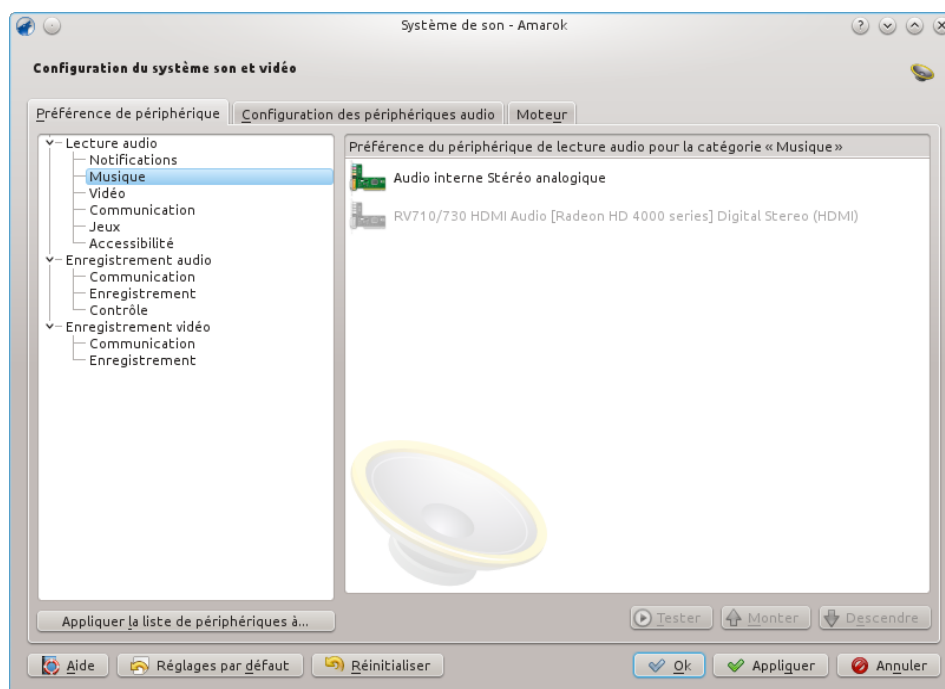 Système de son - Amarok
Configuration du système son et vidéo
Préférence de périphérique
Configuration des périphériques audio
Moteur
Lecture audio
Notifications
Musique
Vidéo
Communication
Jeux
Accessibilité
Enregistrement audio
Communication
Enregistrement
Contrôle
Enregistrement vidéo
Communication
Enregistrement
Préférence du périphérique de lecture audio pour la catégorie « Musique »
Audio interne Stéréo analogique
RV710/730 HDMI Audio [Radeon HD 4000 series] Digital Stereo (HDMI)
Appliquer la liste de périphériques à...
Tester
Monter
Descendre
Aide
Réglages par défaut
Réinitialiser
Ok
Appliquer
Annuler